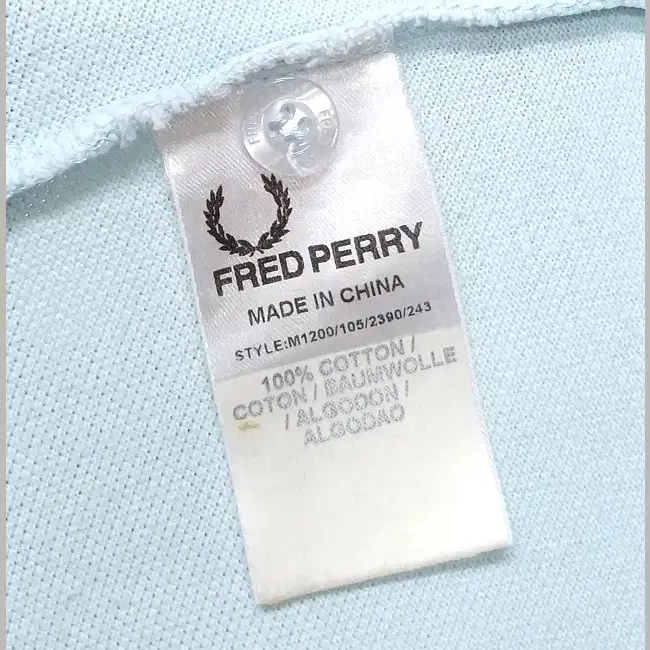 FRED PERRY
MADE IN CHINA
STYLE:M1200/105/2390/243
100% COTTON /
COTON / BAUMWOLLE
/ ALGODON /
ALGODAO